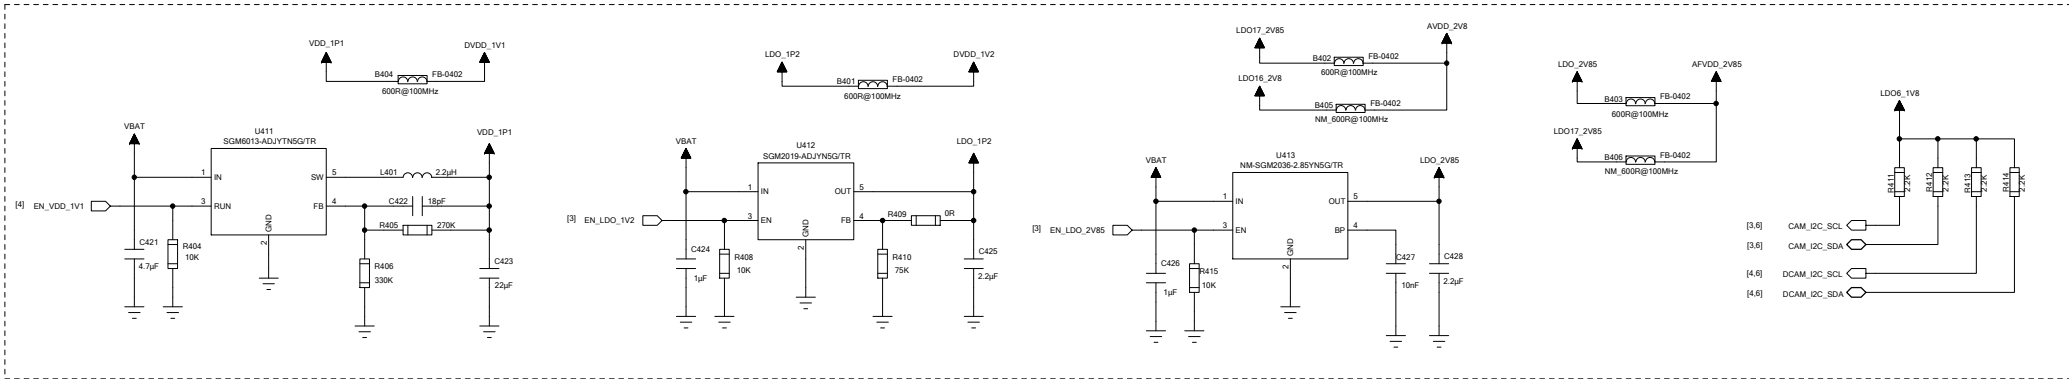 VDD_1P1
DVDD_1V1
B404
FB-0402
600R@100MHz
VBAT
U411
SGM6013-ADJYTN5G/TR
VDD_1P1
1
IN
SW
5
L401
2.2μH
[4]
EN_VDD_1V1
3
RUN
FB
4
C422
18pF
GND
2
R405
270K
C421
4.7μF
R404
10K
R406
330K
C423
22μF
LDO_1P2
DVDD_1V2
B401
FB-0402
600R@100MHz
VBAT
U412
SGM2019-ADJYN5G/TR
LDO_1P2
1
IN
OUT
5
[3]
EN_LDO_1V2
3
EN
FB
4
R409
0R
GND
2
C424
1μF
R408
10K
R410
75K
C425
2.2μF
LDO17_2V85
AVDD_2V8
B402
FB-0402
600R@100MHz
LDO16_2V8
B405
FB-0402
NM_600R@100MHz
VBAT
U413
NM-SGM2036-2.85YN5G/TR
LDO_2V85
1
IN
OUT
5
[3]
EN_LDO_2V85
3
EN
BP
4
GND
2
C426
1μF
R415
10K
C427
10nF
C428
2.2μF
LDO_2V85
AFVDD_2V85
B403
FB-0402
600R@100MHz
LDO17_2V85
B406
FB-0402
NM_600R@100MHz
LDO6_1V8
R411
2.2K
R412
2.2K
R413
2.2K
R414
2.2K
[3,6]
CAM_I2C_SCL
[3,6]
CAM_I2C_SDA
[4,6]
DCAM_I2C_SCL
[4,6]
DCAM_I2C_SDA